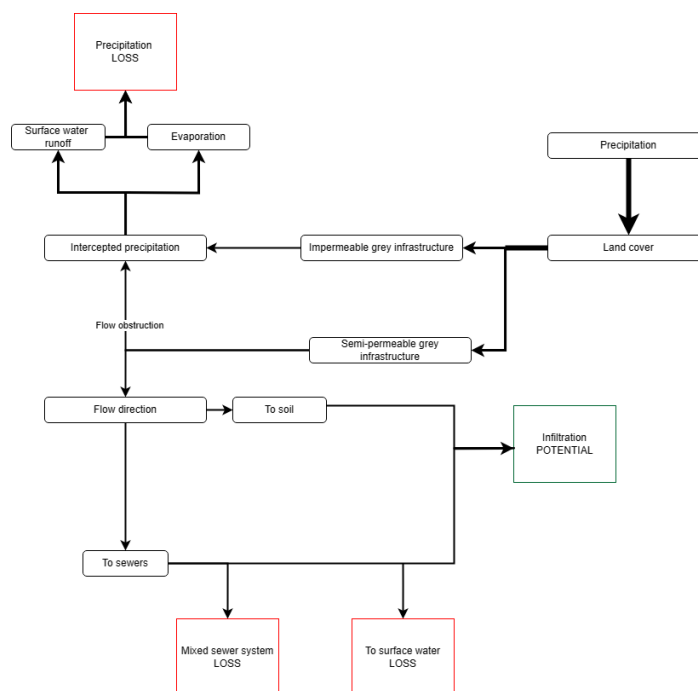 Precipitation
LOSS
Surface water
runoff
Evaporation
Precipitation
Intercepted precipitation
Impermeable grey infrastructure
Land cover
Flow obstruction
Semi-permeable grey
infrastructure
Flow direction
To soil
Infiltration
POTENTIAL
To sewers
Mixed sewer system
LOSS
To surface water
LOSS